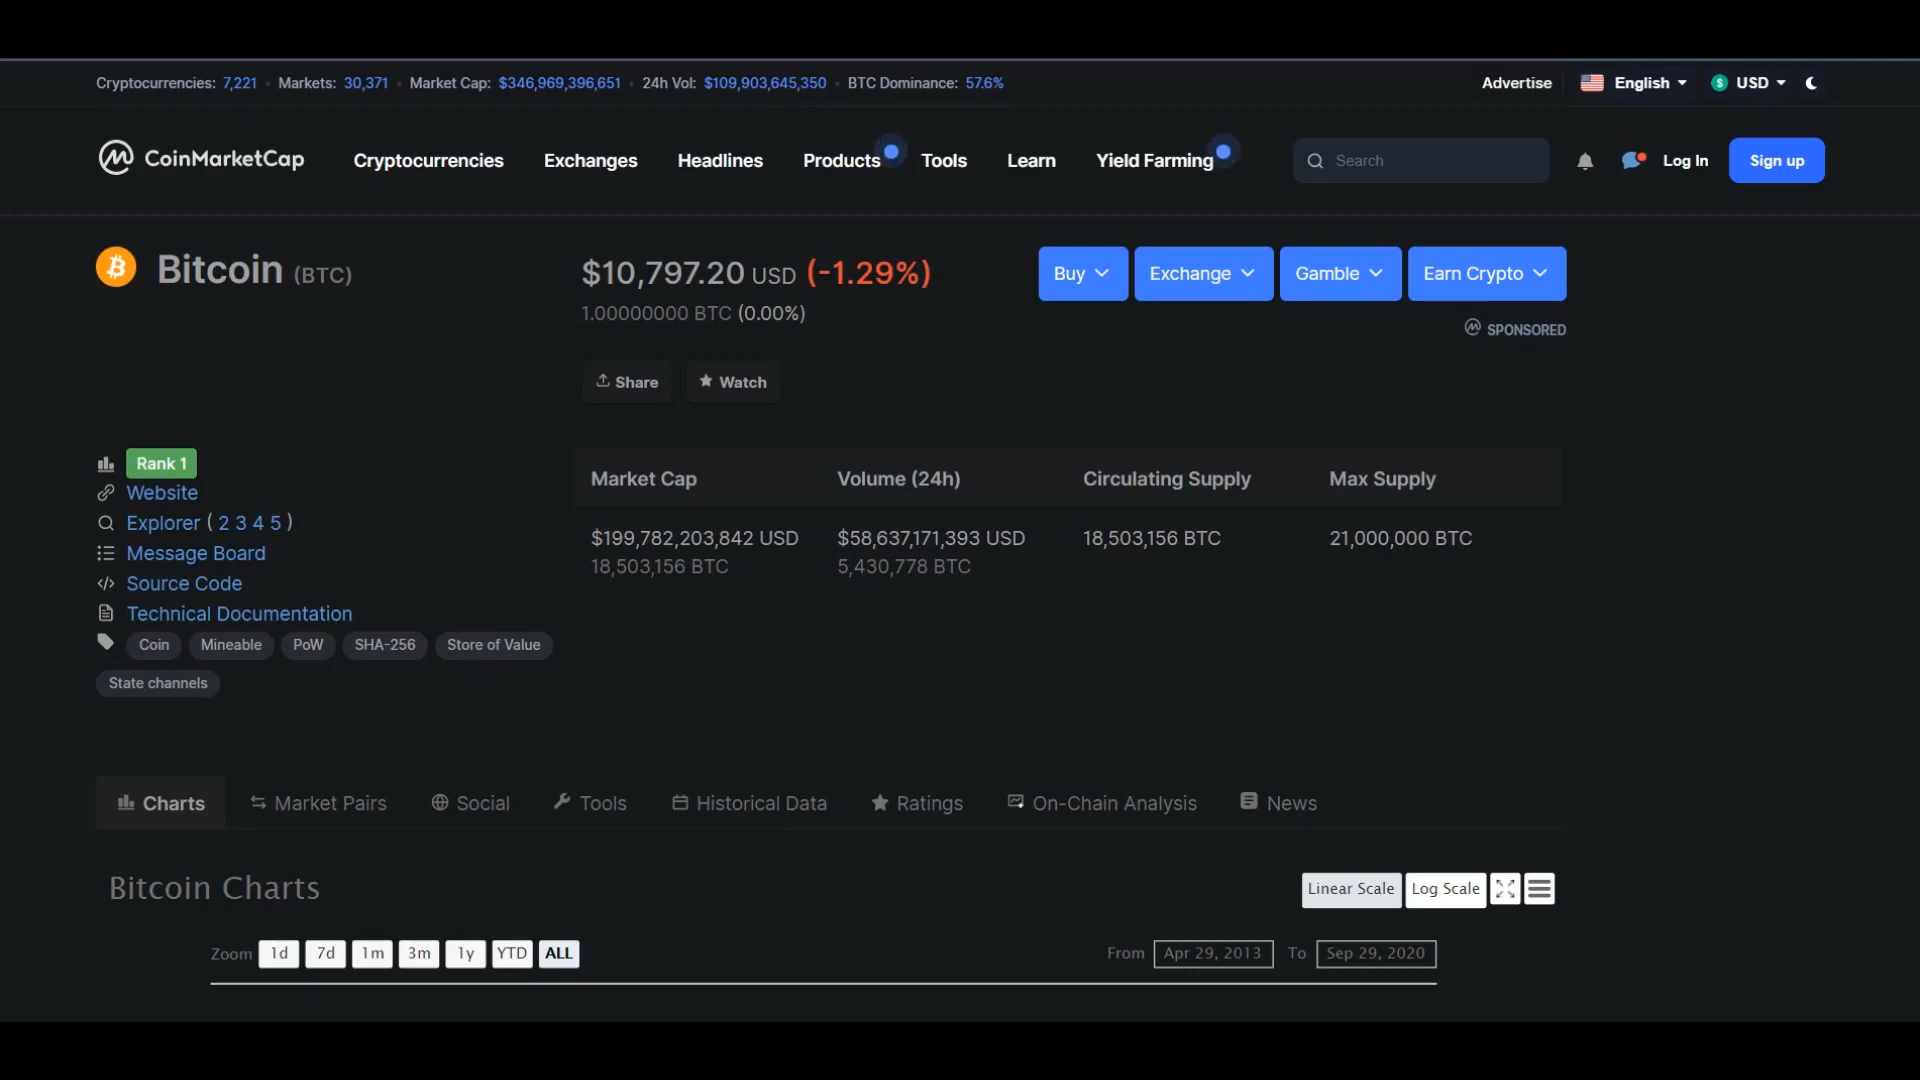 Cryptocurrencies: 7,221 • Markets: 30,371 • Market Cap: $346,969,396,651 • 24h Vol: $109,903,645,350 • BTC Dominance: 57.6% Advertise English $ USD
CoinMarketCap Cryptocurrencies Exchanges Headlines Products Tools Learn Yield Farming Search Log In Sign up
Bitcoin (BTC) $10,797.20 USD (-1.29%) Buy Exchange Gamble Earn Crypto
1.00000000 BTC (0.00%)
SPONSORED
Share Watch
Rank 1
Website
Explorer ( 2 3 4 5 )
Message Board
Source Code
Technical Documentation
Coin Mineable PoW SHA-256 Store of Value
State channels
Market Cap Volume (24h) Circulating Supply Max Supply
$199,782,203,842 USD $58,637,171,393 USD 18,503,156 BTC 21,000,000 BTC
18,503,156 BTC 5,430,778 BTC
Charts Market Pairs Social Tools Historical Data Ratings On-Chain Analysis News
Bitcoin Charts Linear Scale Log Scale
Zoom 1d 7d 1m 3m 1y YTD ALL From Apr 29, 2013 To Sep 29, 2020